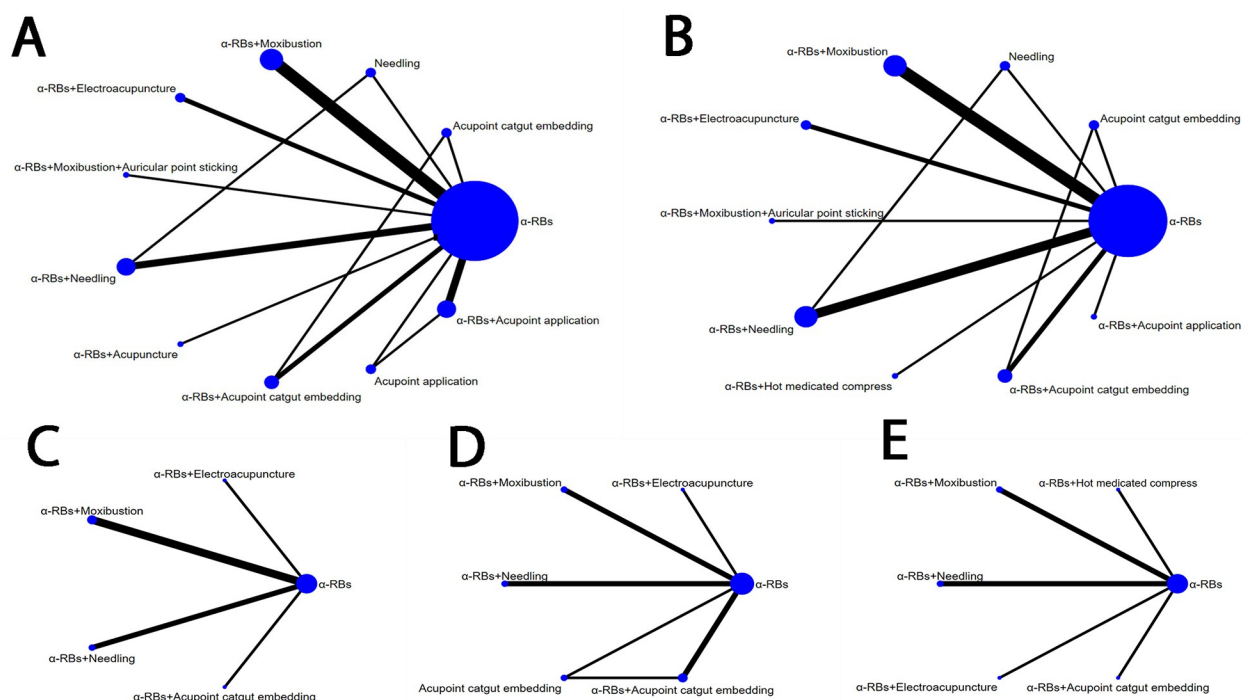 A
α-RBs+Moxibustion
Needling
α-RBs+Electroacupuncture
Acupoint catgut embedding
α-RBs+Moxibustion+Auricular point sticking
α-RBs
α-RBs+Needling
α-RBs+Acupoint application
α-RBs+Acupuncture
Acupoint application
α-RBs+Acupoint catgut embedding
B
α-RBs+Moxibustion
Needling
α-RBs+Electroacupuncture
Acupoint catgut embedding
α-RBs+Moxibustion+Auricular point sticking
α-RBs
α-RBs+Needling
α-RBs+Acupoint application
α-RBs+Hot medicated compress
α-RBs+Acupoint catgut embedding
C
α-RBs+Electroacupuncture
α-RBs+Moxibustion
α-RBs
α-RBs+Needling
α-RBs+Acupoint catgut embedding
D
α-RBs+Moxibustion
α-RBs+Electroacupuncture
α-RBs+Needling
α-RBs
Acupoint catgut embedding
α-RBs+Acupoint catgut embedding
E
α-RBs+Moxibustion
α-RBs+Hot medicated compress
α-RBs+Needling
α-RBs
α-RBs+Electroacupuncture
α-RBs+Acupoint catgut embedding